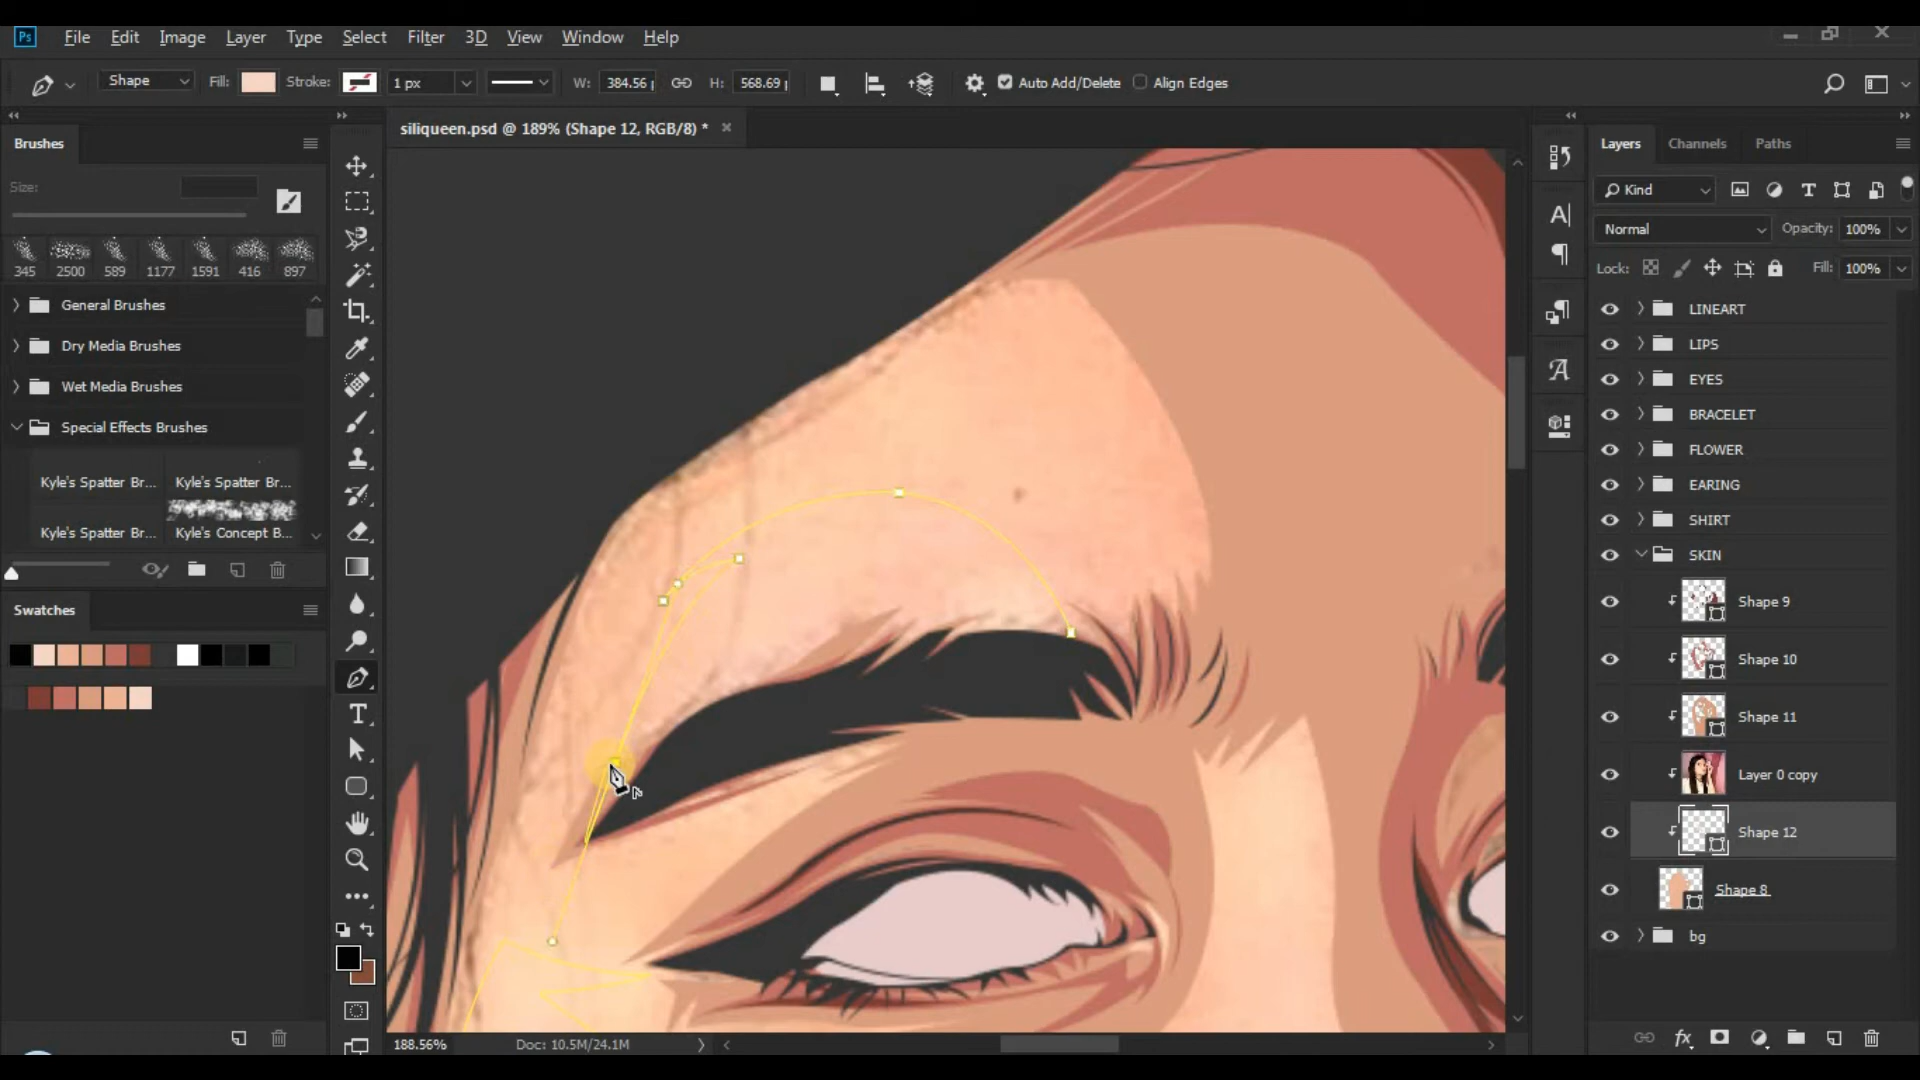 Ps File Edit Image Layer Type Select Filter 3D View Window Help
Shape Fill: Stroke: 1 px W: 384.56 H: 568.69 Auto Add/Delete Align Edges
Brushes
siliqueen.psd @ 189% (Shape 12, RGB/8) *
Layers Channels Paths
Size:
Kind
Normal Opacity: 100%
345 2500 589 1177 1591 416 897
Lock: Fill: 100%
General Brushes
Dry Media Brushes
Wet Media Brushes
Special Effects Brushes
Kyle's Spatter Br... Kyle's Spatter Br...
Kyle's Spatter Br... Kyle's Concept B...
Swatches
LINEART
LIPS
EYES
BRACELET
FLOWER
EARING
SHIRT
SKIN
Shape 9
Shape 10
Shape 11
Layer 0 copy
Shape 12
Shape 8
bg
188.56% Doc: 10.5M/24.1M